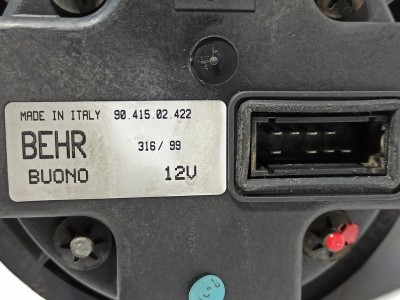 MADE IN ITALY 90.415.02.422
BEHR 316/ 99
BUONO 12V